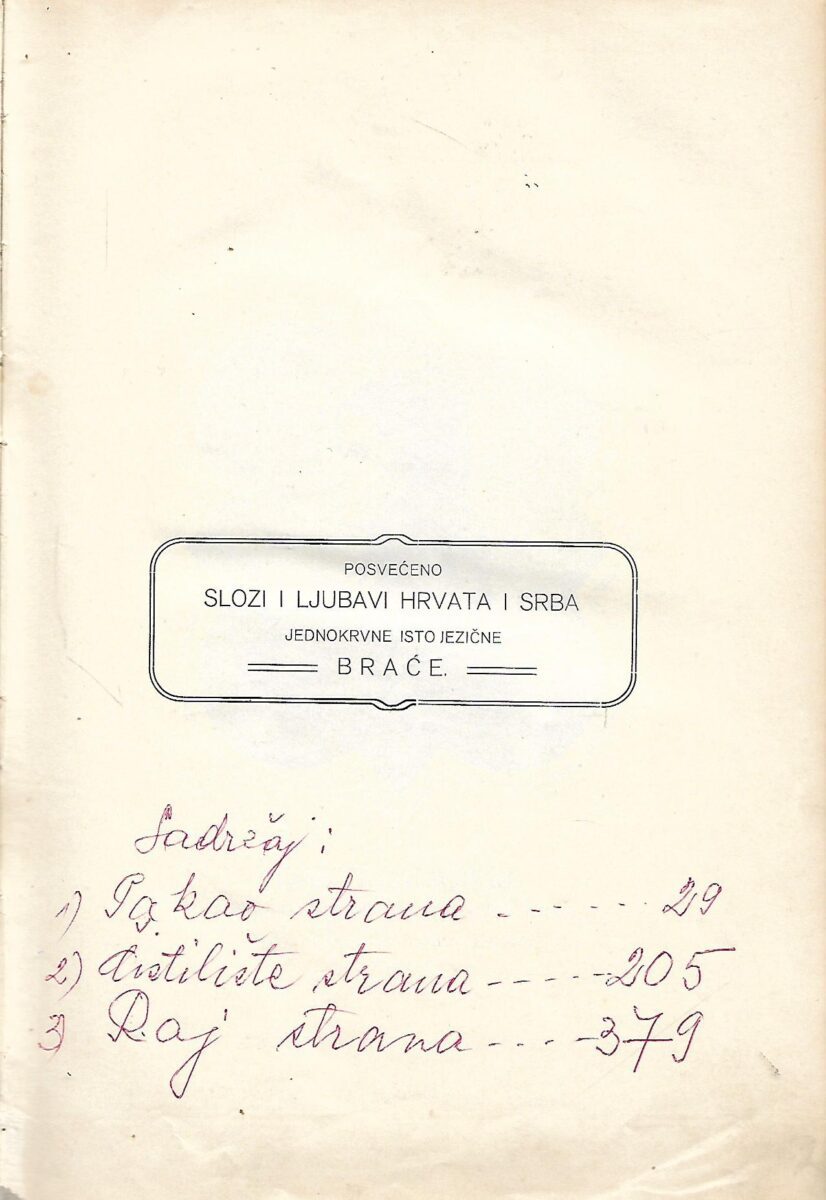 POSVEĆENO
SLOZI I LJUBAVI HRVATA I SRBA
JEDNOKRVNE ISTO JEZIČNE
BRAĆE.
Sadržaj:
1) Pakao strana - - - - - - 29
2) Čistilište strana - - - - - 205
3) Raj strana - - - - - 379